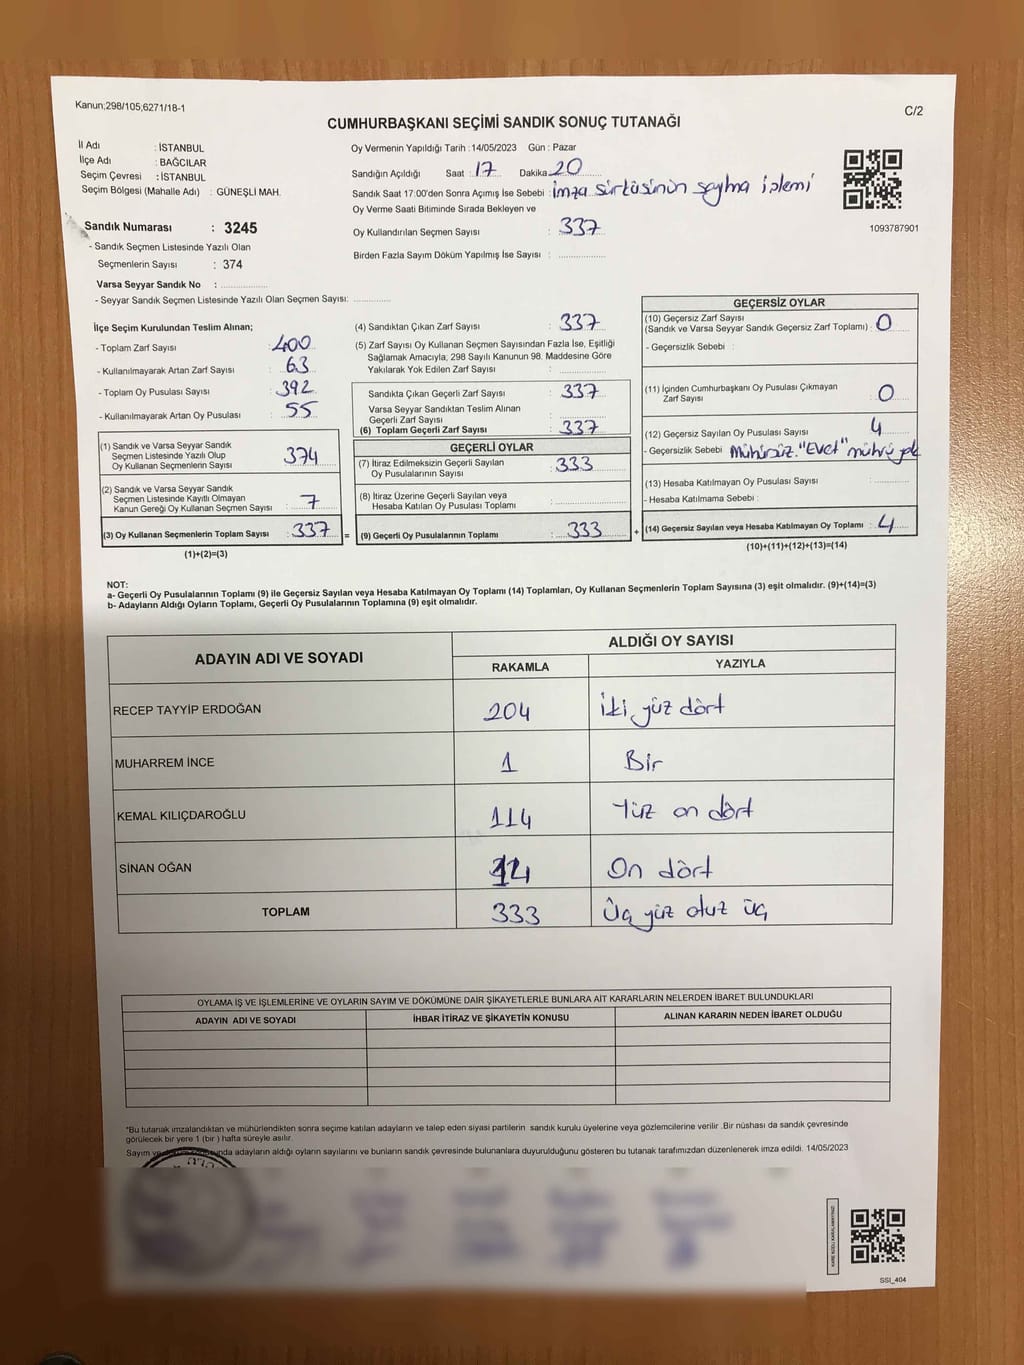 Kanun;298/105,6271/18-1
C/2
CUMHURBAŞKANI SEÇİMİ SANDIK SONUÇ TUTANAĞI
İl Adı : İSTANBUL
İlçe Adı : BAĞCILAR
Seçim Çevresi : İSTANBUL
Seçim Bölgesi (Mahalle Adı) : GÜNEŞLİ MAH.
Oy Vermenin Yapıldığı Tarih :14/05/2023 Gün : Pazar
Sandığın Açıldığı Saat : 17 Dakika 20
Sandık Saat 17:00'den Sonra Açımış İse Sebebi : İmza sirküsinin sayma işlemi
Oy Verme Saati Bitiminde Sırada Bekleyen ve
Oy Kullandırılan Seçmen Sayısı : 337
Birden Fazla Sayım Döküm Yapılmış İse Sayısı :
1093787901
Sandık Numarası : 3245
- Sandık Seçmen Listesinde Yazılı Olan
Seçmenlerin Sayısı : 374
Varsa Seyyar Sandık No :
- Seyyar Sandık Seçmen Listesinde Yazılı Olan Seçmen Sayısı:
İlçe Seçim Kurulundan Teslim Alınan;
- Toplam Zarf Sayısı : 400
- Kullanılmayarak Artan Zarf Sayısı : 63
- Toplam Oy Pusulası Sayısı : 392
- Kullanılmayarak Artan Oy Pusulası : 55
(1) Sandık ve Varsa Seyyar Sandık
Seçmen Listesinde Yazılı Olup
Oy Kullanan Seçmenlerin Sayısı : 374
(2) Sandık ve Varsa Seyyar Sandık
Seçmen Listesinde Kayıtlı Olmayan
Kanun Gereği Oy Kullanan Seçmen Sayısı : 7
(3) Oy Kullanan Seçmenlerin Toplam Sayısı : 337 =
(1)+(2)=(3)
(4) Sandıktan Çıkan Zarf Sayısı : 337
(5) Zarf Sayısı Oy Kullanan Seçmen Sayısından Fazla İse, Eşitliği
Sağlamak Amacıyla, 298 Sayılı Kanunun 98. Maddesine Göre
Yakılarak Yok Edilen Zarf Sayısı :
Sandıkta Çıkan Geçerli Zarf Sayısı : 337
Varsa Seyyar Sandıktan Teslim Alınan
Geçerli Zarf Sayısı :
(6) Toplam Geçerli Zarf Sayısı : 337
GEÇERLİ OYLAR
(7) İtiraz Edilmeksizin Geçerli Sayılan
Oy Pusulalarının Sayısı : 333
(8) İtiraz Üzerine Geçerli Sayılan veya
Hesaba Katılan Oy Pusulası Toplamı :
(9) Geçerli Oy Pusulalarının Toplamı : 333 +
GEÇERSİZ OYLAR
(10) Geçersiz Zarf Sayısı
(Sandık ve Varsa Seyyar Sandık Geçersiz Zarf Toplamı) : 0
- Geçersizlik Sebebi :
(11) İçinden Cumhurbaşkanı Oy Pusulası Çıkmayan
Zarf Sayısı : 0
(12) Geçersiz Sayılan Oy Pusulası Sayısı : 4
- Geçersizlik Sebebi Mühürsüz. "Evet" mührü yok
(13) Hesaba Katılmayan Oy Pusulası Sayısı :
- Hesaba Katılmama Sebebi :
(14) Geçersiz Sayılan veya Hesaba Katılmayan Oy Toplamı : 4
(10)+(11)+(12)+(13)=(14)
NOT:
a- Geçerli Oy Pusulalarının Toplamı (9) ile Geçersiz Sayılan veya Hesaba Katılmayan Oy Toplamı (14) Toplamları, Oy Kullanan Seçmenlerin Toplam Sayısına (3) eşit olmalıdır. (9)+(14)=(3)
b- Adayların Aldığı Oyların Toplamı, Geçerli Oy Pusulalarının Toplamına (9) eşit olmalıdır.
ADAYIN ADI VE SOYADI
ALDIĞI OY SAYISI
RAKAMLA YAZIYLA
RECEP TAYYİP ERDOĞAN 204 İki yüz dört
MUHARREM İNCE 1 Bir
KEMAL KILIÇDAROĞLU 114 Yüz on dört
SİNAN OĞAN 14 On dört
TOPLAM 333 Üç yüz otuz üç
OYLAMA İŞ VE İŞLEMLERİNE VE OYLARIN SAYIM VE DÖKÜMÜNE DAİR ŞİKAYETLERLE BUNLARA AİT KARARLARIN NELERDEN İBARET BULUNDUKLARI
ADAYIN ADI VE SOYADI İHBAR İTİRAZ VE ŞİKAYETİN KONUSU ALINAN KARARIN NEDEN İBARET OLDUĞU
*Bu tutanak imzalandıktan ve mühürlendikten sonra seçime katılan adayların ve talep eden siyasi partilerin sandık kurulu üyelerine veya gözlemcilerine verilir .Bir nüshası da sandık çevresinde
görülecek bir yere 1 (bir) hafta süreyle asılır.
Sayım ve adayların aldığı oyların sayılarını ve bunların sandık çevresinde bulunanlara duyurulduğunu gösteren bu tutanak tarafımızdan düzenlenerek imza edildi. 14/05/2023
KARE KODU KARALAMAYINIZ
SSI_404